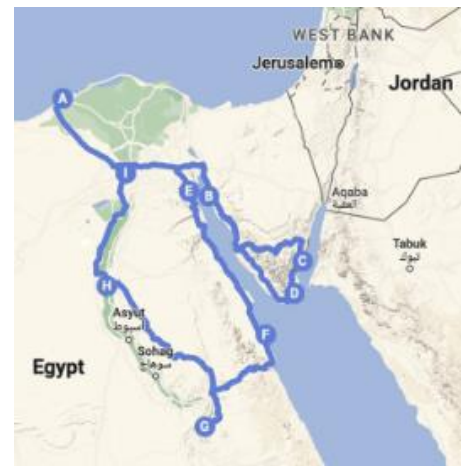 WEST BANK
Jerusalem
Jordan
A
Aqaba
العقبة
E
B
Tabuk
تبوك
C
D
H
Asyut
أسيوط
F
Sohag
سوهاج
Egypt
G